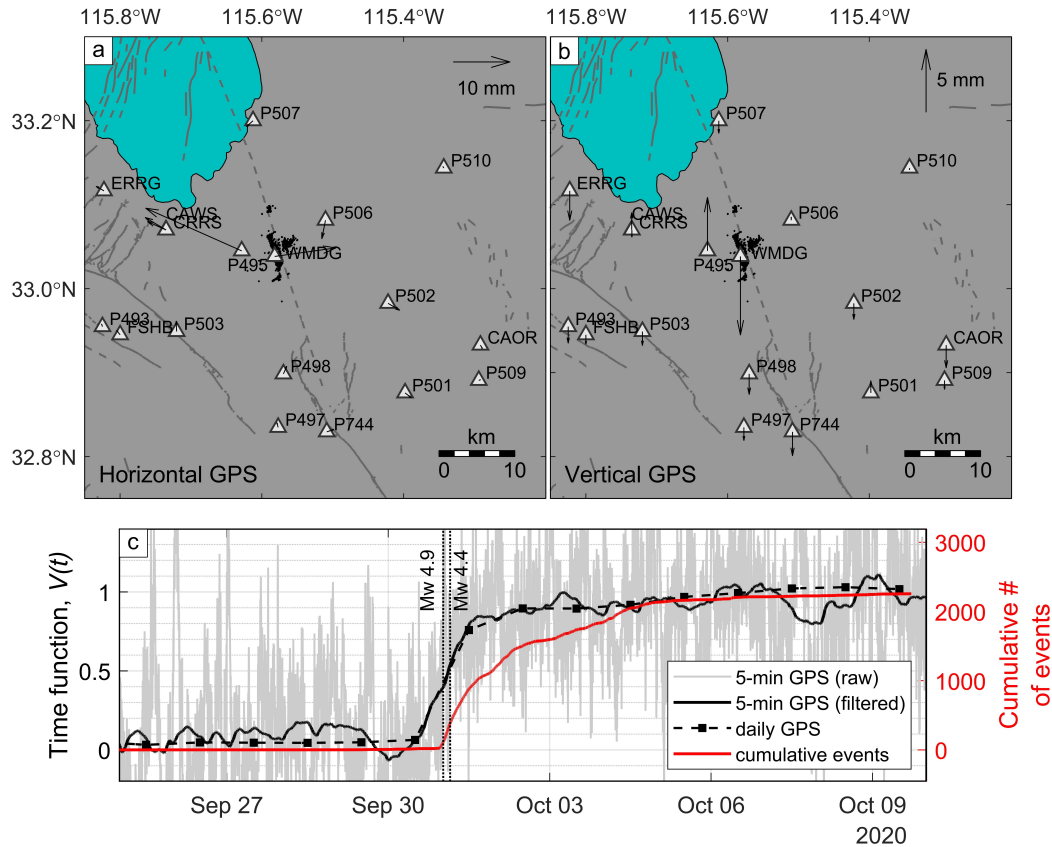 115.8°W 115.6°W 115.4°W 115.8°W 115.6°W 115.4°W
a
10 mm
33.2°N
33.0°N
32.8°N
P507
P510
ERRG
CAWS
CRRS
P506
P495
WMDG
P502
P493
FSHB
P503
CAOR
P498
P509
P501
P497
P744
km
0 10
Horizontal GPS
b
5 mm
P507
P510
ERRG
CAWS
CRRS
P506
P495
WMDG
P502
P493
FSHB
P503
CAOR
P498
P509
P501
P497
P744
km
0 10
Vertical GPS
c
Time function, V(t)
1
0.5
0
Mw 4.9
Mw 4.4
3000
2000
1000
0
Cumulative #
of events
5-min GPS (raw)
5-min GPS (filtered)
daily GPS
cumulative events
Sep 27 Sep 30 Oct 03 Oct 06 Oct 09
2020